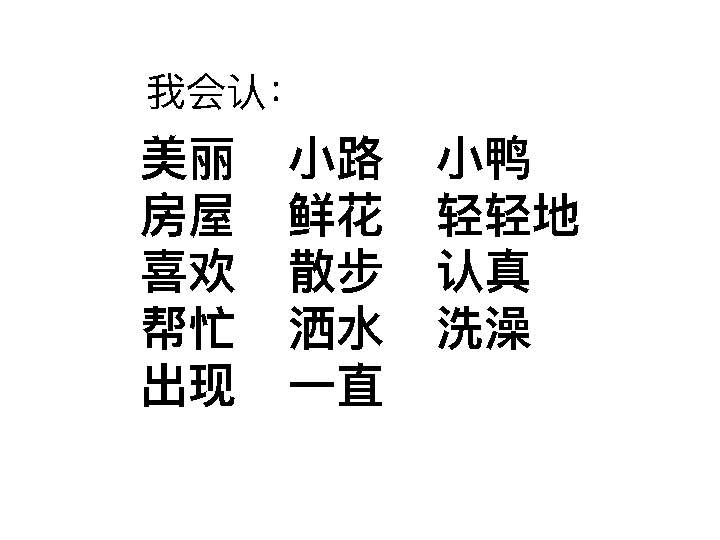 我会认：
美丽 小路 小鸭
房屋 鲜花 轻轻地
喜欢 散步 认真
帮忙 洒水 洗澡
出现 一直